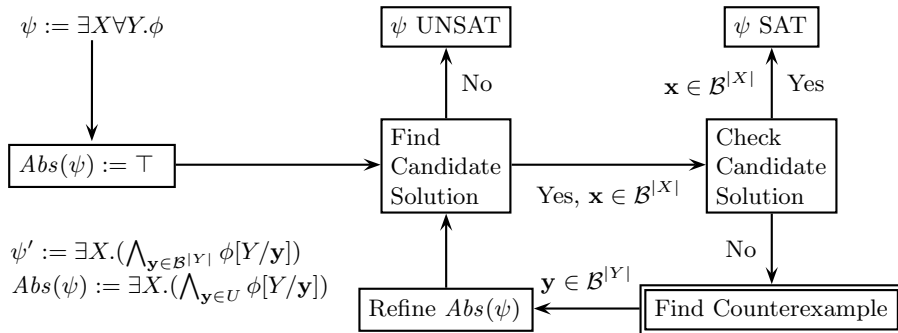 ψ := ∃X∀Y.ϕ
ψ UNSAT
ψ SAT
No
x ∈ B^{|X|}
Yes
Abs(ψ) := ⊤
Find
Candidate
Solution
Check
Candidate
Solution
Yes, x ∈ B^{|X|}
ψ′ := ∃X.(⋀_{y∈B^{|Y|}} ϕ[Y/y])
Abs(ψ) := ∃X.(⋀_{y∈U} ϕ[Y/y])
No
y ∈ B^{|Y|}
Refine Abs(ψ)
Find Counterexample